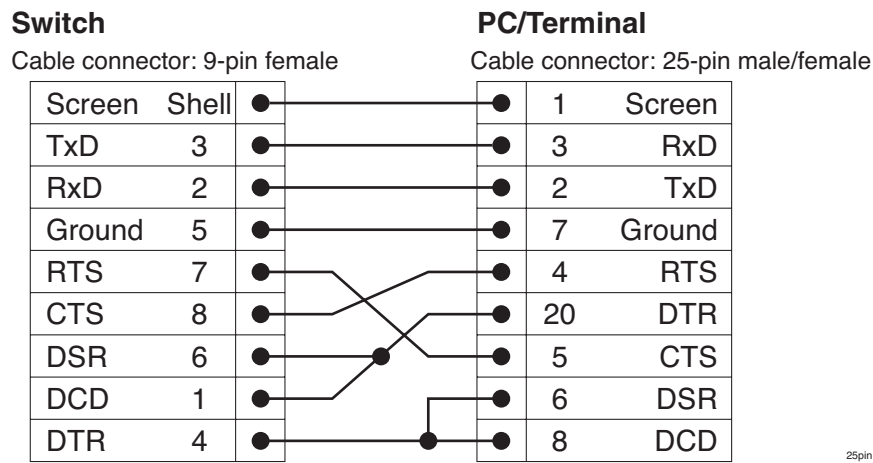 Switch PC/Terminal
Cable connector: 9-pin female Cable connector: 25-pin male/female
Screen Shell 1 Screen
TxD 3 3 RxD
RxD 2 2 TxD
Ground 5 7 Ground
RTS 7 4 RTS
CTS 8 20 DTR
DSR 6 5 CTS
DCD 1 6 DSR
DTR 4 8 DCD
25pin